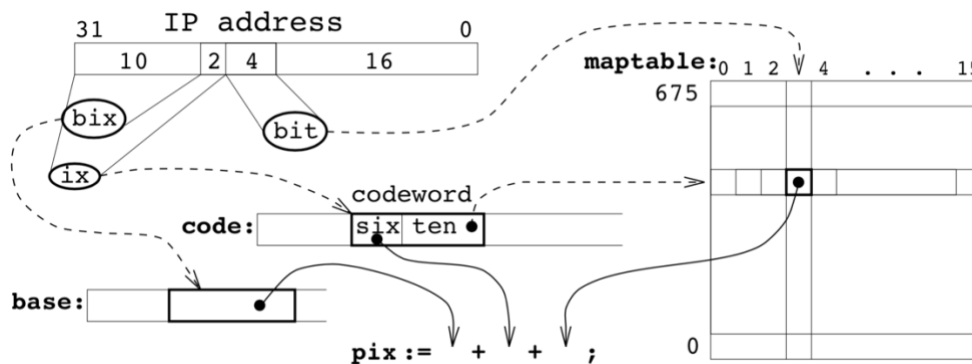 IP address
31 0
10 2 4 16
maptable: 0 1 2 4 . . . 15
675
bix bit
ix
codeword
code: six ten
base:
pix := + + ;
0